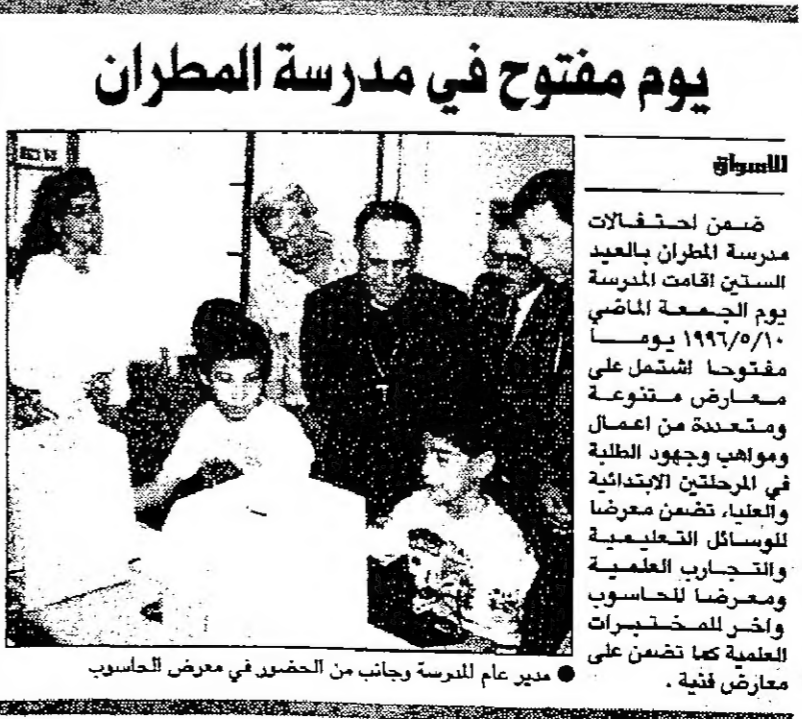 يوم مفتوح في مدرسة المطران
للاسواق
ضمن احتفالات
مدرسة المطران بالعيد
الستين اقامت المدرسة
يوم الجمعة الماضي
١٩٩٦/٥/١٠ يوما
مفتوحا اشتمل على
معارض متنوعة
ومتعددة من اعمال
ومواهب وجهود الطلبة
في المرحلتين الابتدائية
والعليا، تضمن معرضا
للوسائل التعليمية
والتجارب العلمية
ومعرضا للحاسوب
واخر للمختبرات
العلمية كما تضمن على
معارض فنية .
● مدير عام المدرسة وجانب من الحضور في معرض الحاسوب